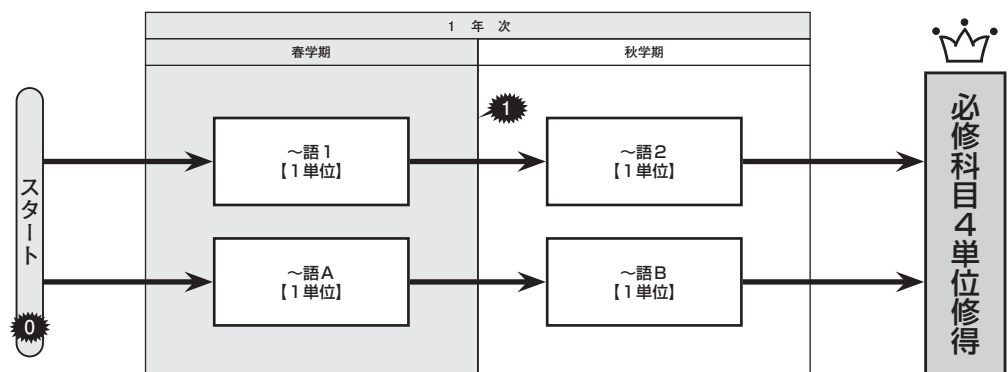 1 年 次
春学期
秋学期
スタート
0
1
~語1
【1単位】
~語2
【1単位】
~語A
【1単位】
~語B
【1単位】
必修科目4単位修得